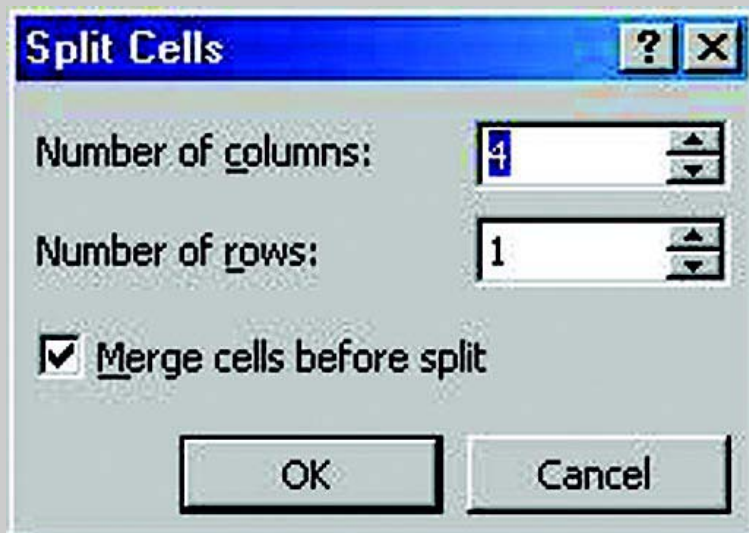 Split Cells
Number of columns: 4
Number of rows: 1
Merge cells before split
OK Cancel